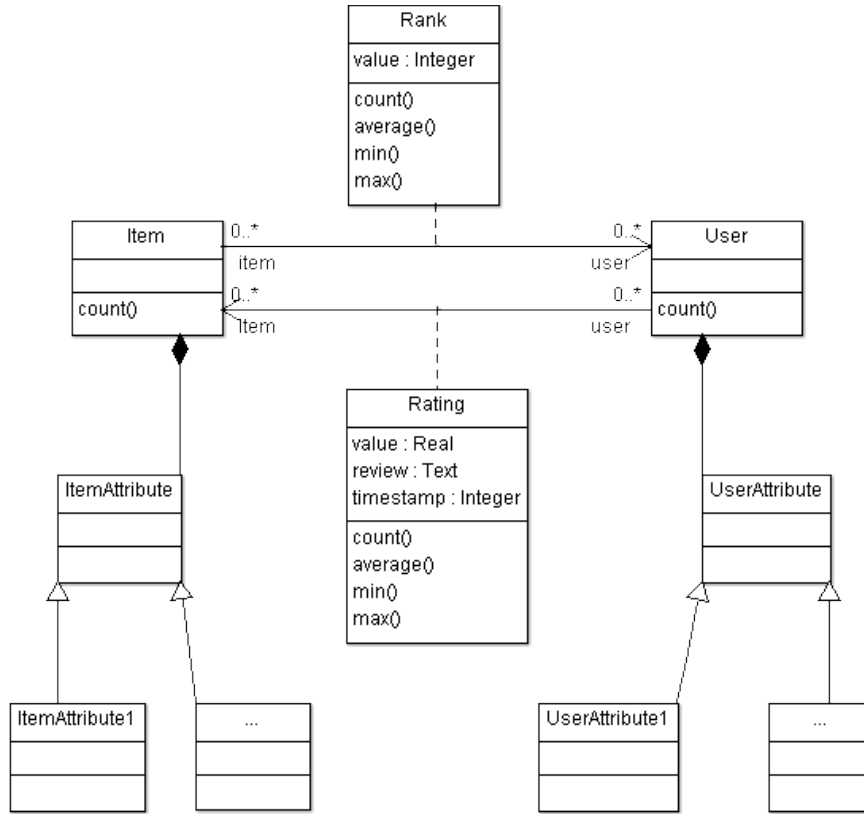 Rank
value : Integer
count()
average()
min()
max()
Item
count()
0..*
item
0..*
user
0..*
Item
0..*
user
User
count()
Rating
value : Real
review : Text
timestamp : Integer
count()
average()
min()
max()
ItemAttribute
UserAttribute
ItemAttribute1
...
UserAttribute1
...